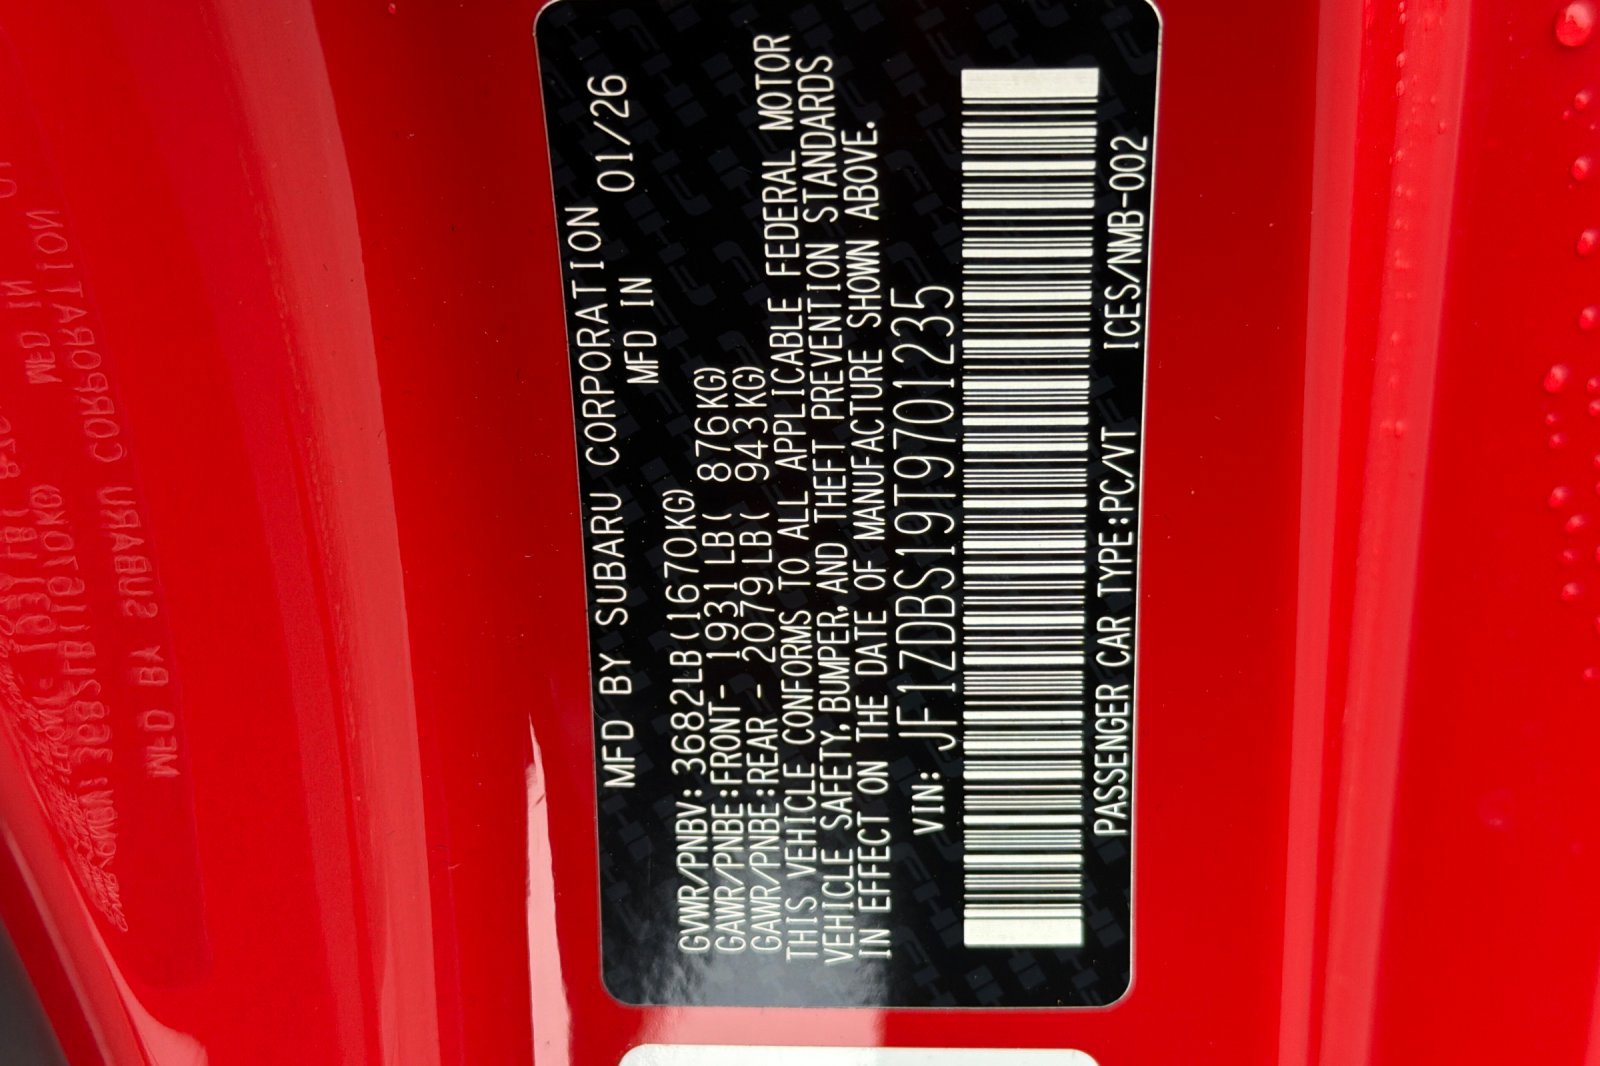 MFD BY SUBARU CORPORATION 01/26
MFD IN
GVWR/PNBV: 3682LB(1670KG)
GAWR/PNBE:FRONT- 1931LB( 876KG)
GAWR/PNBE:REAR - 2079LB( 943KG)
THIS VEHICLE CONFORMS TO ALL APPLICABLE FEDERAL MOTOR
VEHICLE SAFETY, BUMPER, AND THEFT PREVENTION STANDARDS
IN EFFECT ON THE DATE OF MANUFACTURE SHOWN ABOVE.
VIN: JF1ZDBS19T9701235
PASSENGER CAR TYPE:PC/VT ICES/NMB-002